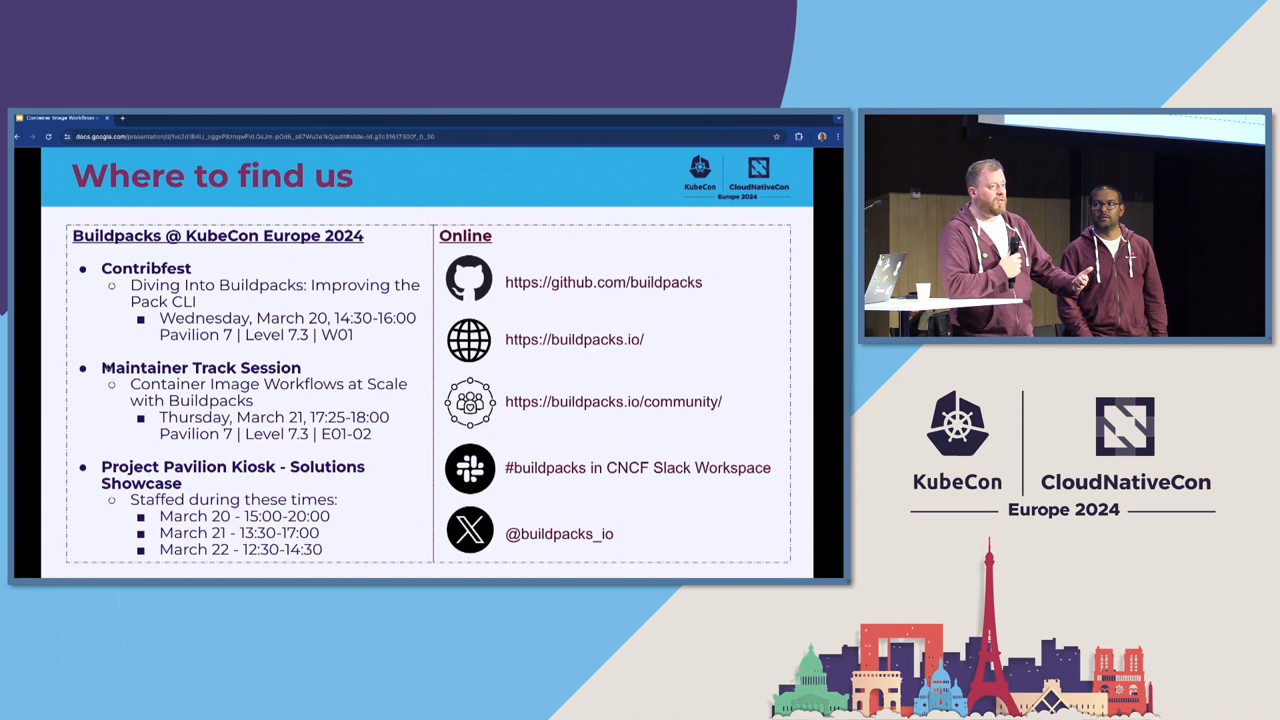 Container Image Workflows
Where to find us
KubeCon
CloudNativeCon
Europe 2024
Buildpacks @ KubeCon Europe 2024
Contribfest
Diving Into Buildpacks: Improving the
Pack CLI
Wednesday, March 20, 14:30-16:00
Pavilion 7 | Level 7.3 | W01
Maintainer Track Session
Container Image Workflows at Scale
with Buildpacks
Thursday, March 21, 17:25-18:00
Pavilion 7 | Level 7.3 | E01-02
Project Pavilion Kiosk - Solutions
Showcase
Staffed during these times:
March 20 - 15:00-20:00
March 21 - 13:30-17:00
March 22 - 12:30-14:30
Online
https://github.com/buildpacks
https://buildpacks.io/
https://buildpacks.io/community/
#buildpacks in CNCF Slack Workspace
@buildpacks_io
KubeCon
CloudNativeCon
Europe 2024